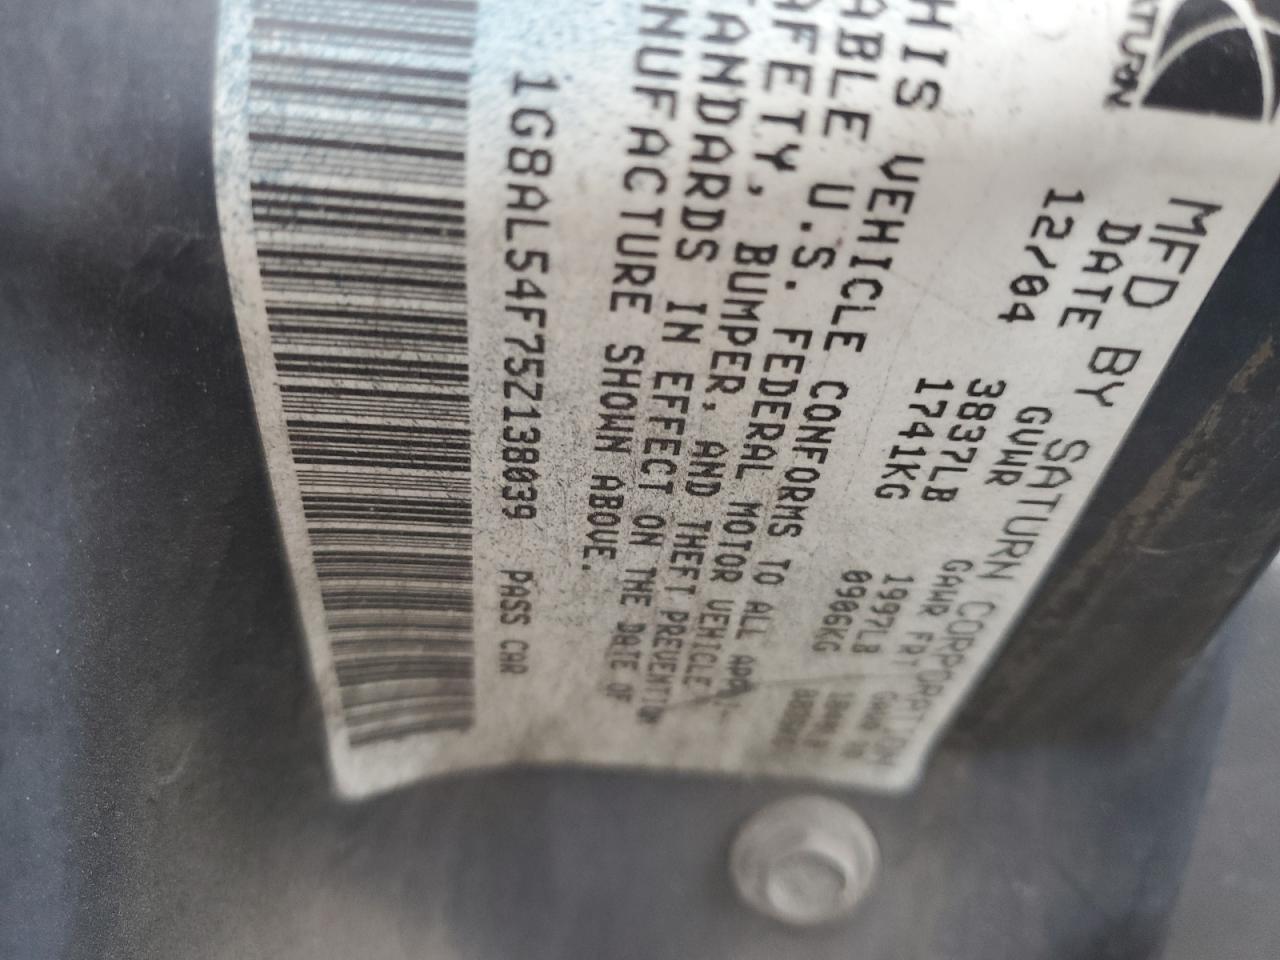 SATURN
MFD BY SATURN CORPORATION
DATE GVWR GAWR FRT
12/04 3837LB 1997LB
1741KG 0906KG
HIS VEHICLE CONFORMS TO ALL
ABLE U.S. FEDERAL MOTOR VEHICLE
AFETY, BUMPER, AND THEFT PREVENTION
TANDARDS IN EFFECT ON THE DATE OF
NUFACTURE SHOWN ABOVE.
1G8AL54F75Z138039 PASS CAR